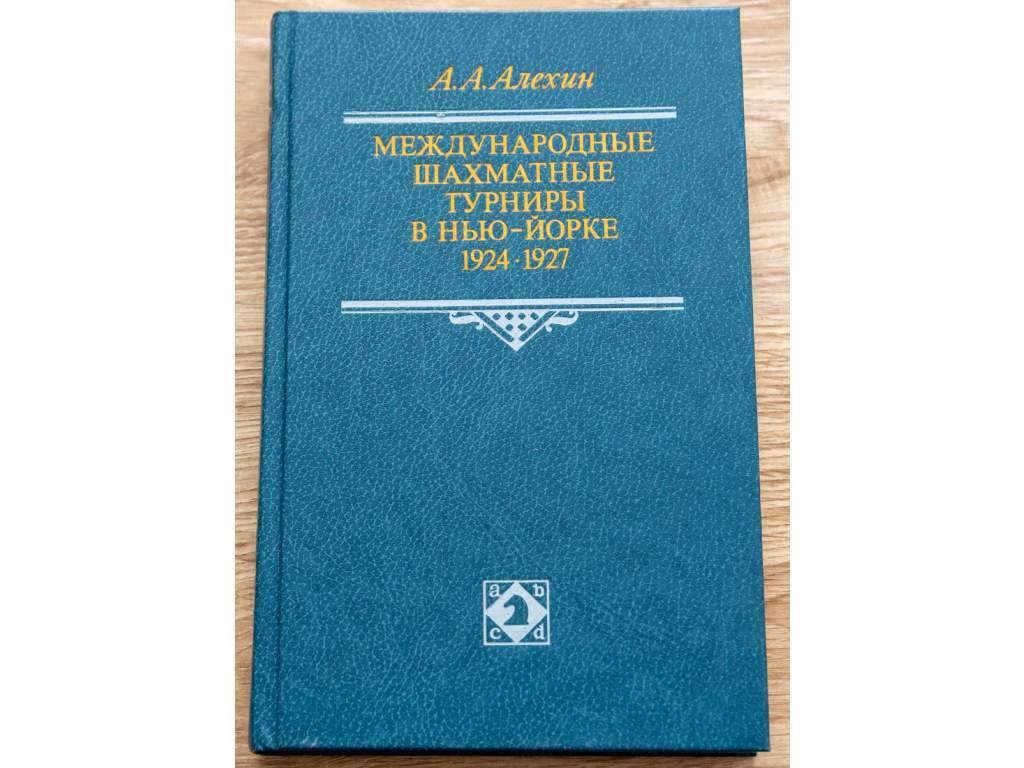 А.А.Алехин
МЕЖДУНАРОДНЫЕ
ШАХМАТНЫЕ
ТУРНИРЫ
В НЬЮ-ЙОРКЕ
1924·1927
a b
c d